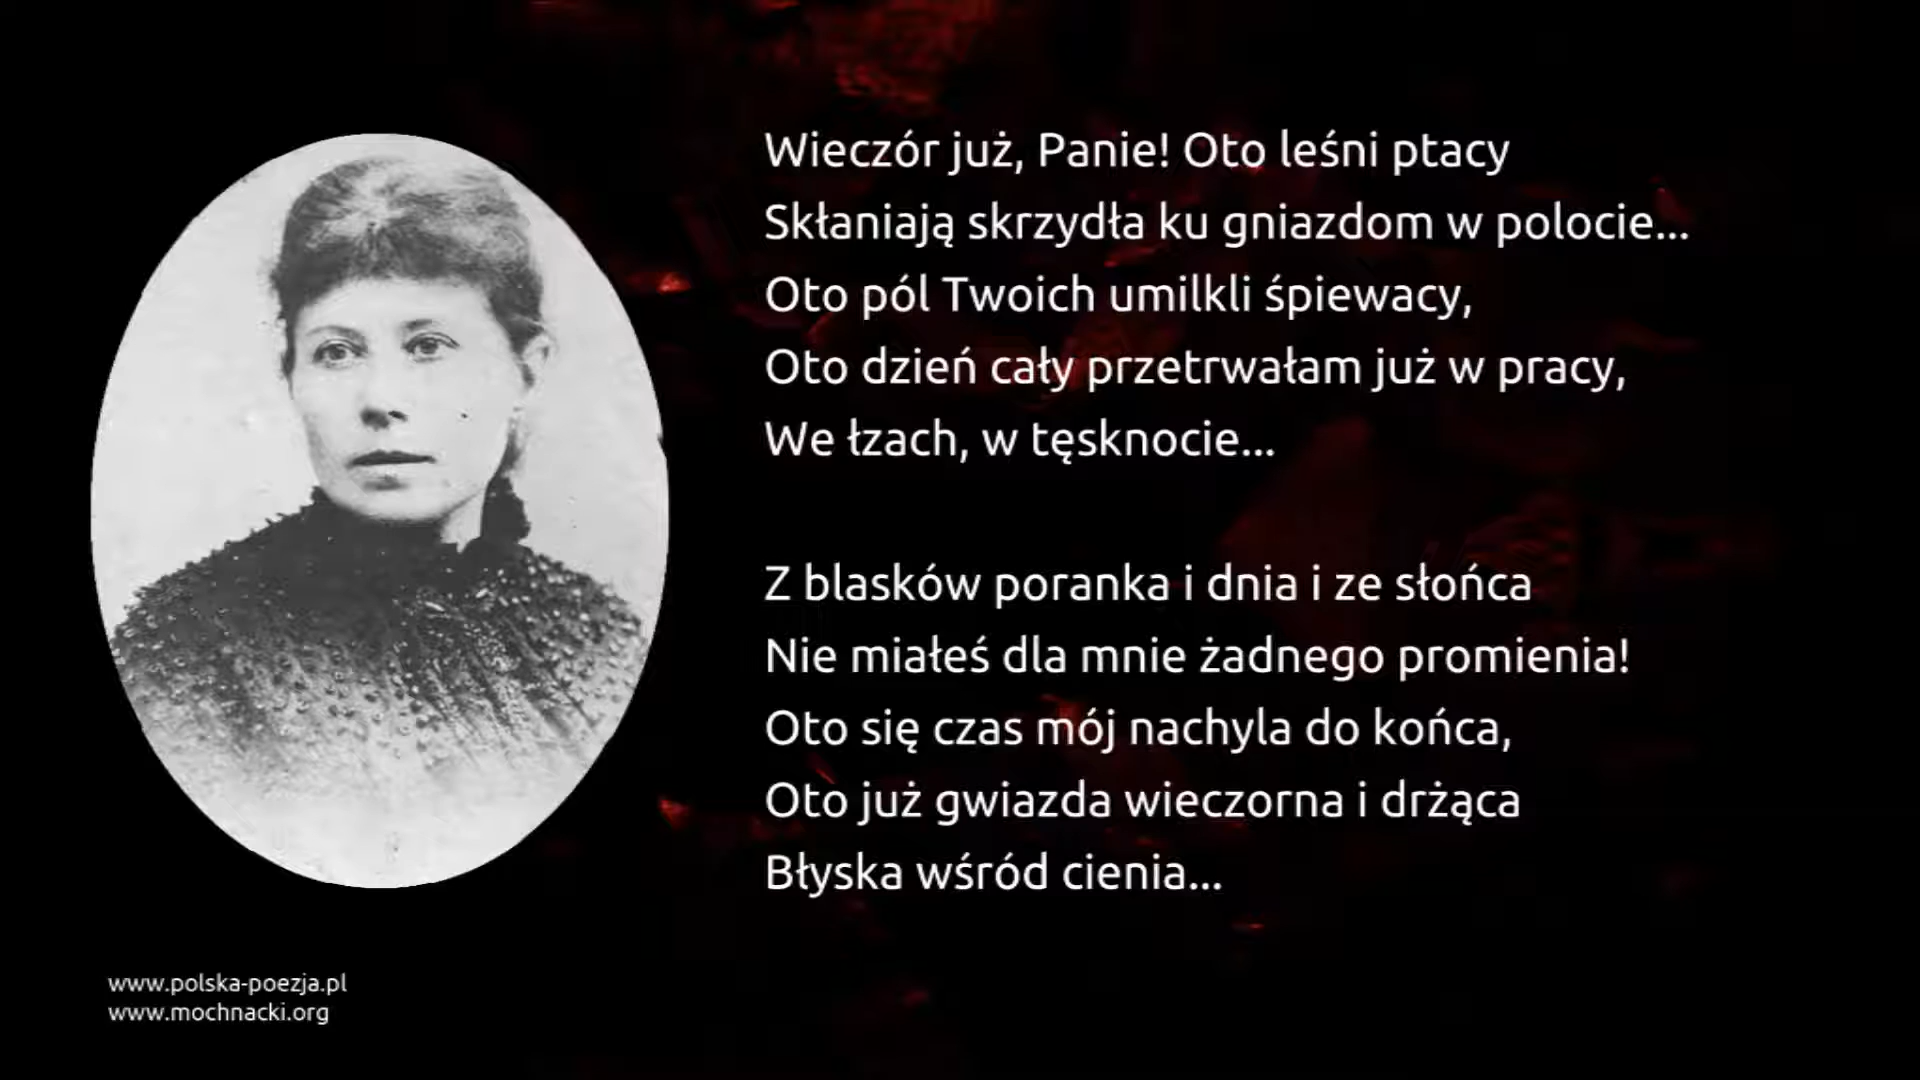 Wieczór już, Panie! Oto leśni ptacy
Skłaniają skrzydła ku gniazdom w polocie...
Oto pól Twoich umilkli śpiewacy,
Oto dzień cały przetrwałam już w pracy,
We łzach, w tęsknocie...
Z blasków poranka i dnia i ze słońca
Nie miałeś dla mnie żadnego promienia!
Oto się czas mój nachyla do końca,
Oto już gwiazda wieczorna i drżąca
Błyska wśród cienia...
www.polska-poezja.pl
www.mochnacki.org